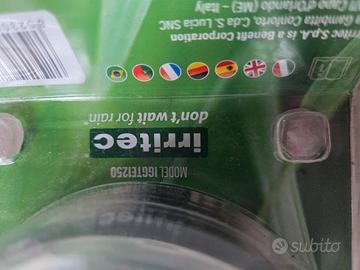 Irritec S.p.A. is a Benefit Corporation
Gambitta Conforto, C.da S. Lucia SNC
Capo d'Orlando (ME) - Italy
don't wait for rain
irritec
MODEL IGGTE1250
subito